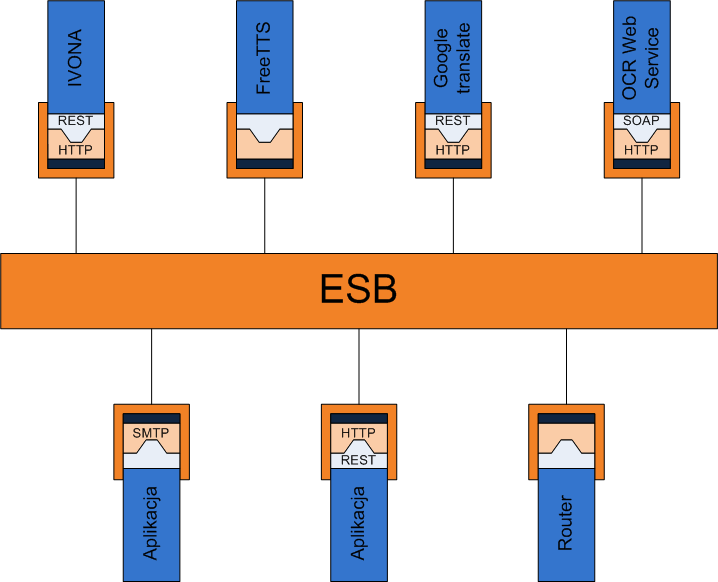 IVONA
FreeTTS
Google
translate
OCR Web
Service
REST
REST
SOAP
HTTP
HTTP
HTTP
ESB
SMTP
HTTP
REST
Aplikacja
Aplikacja
Router